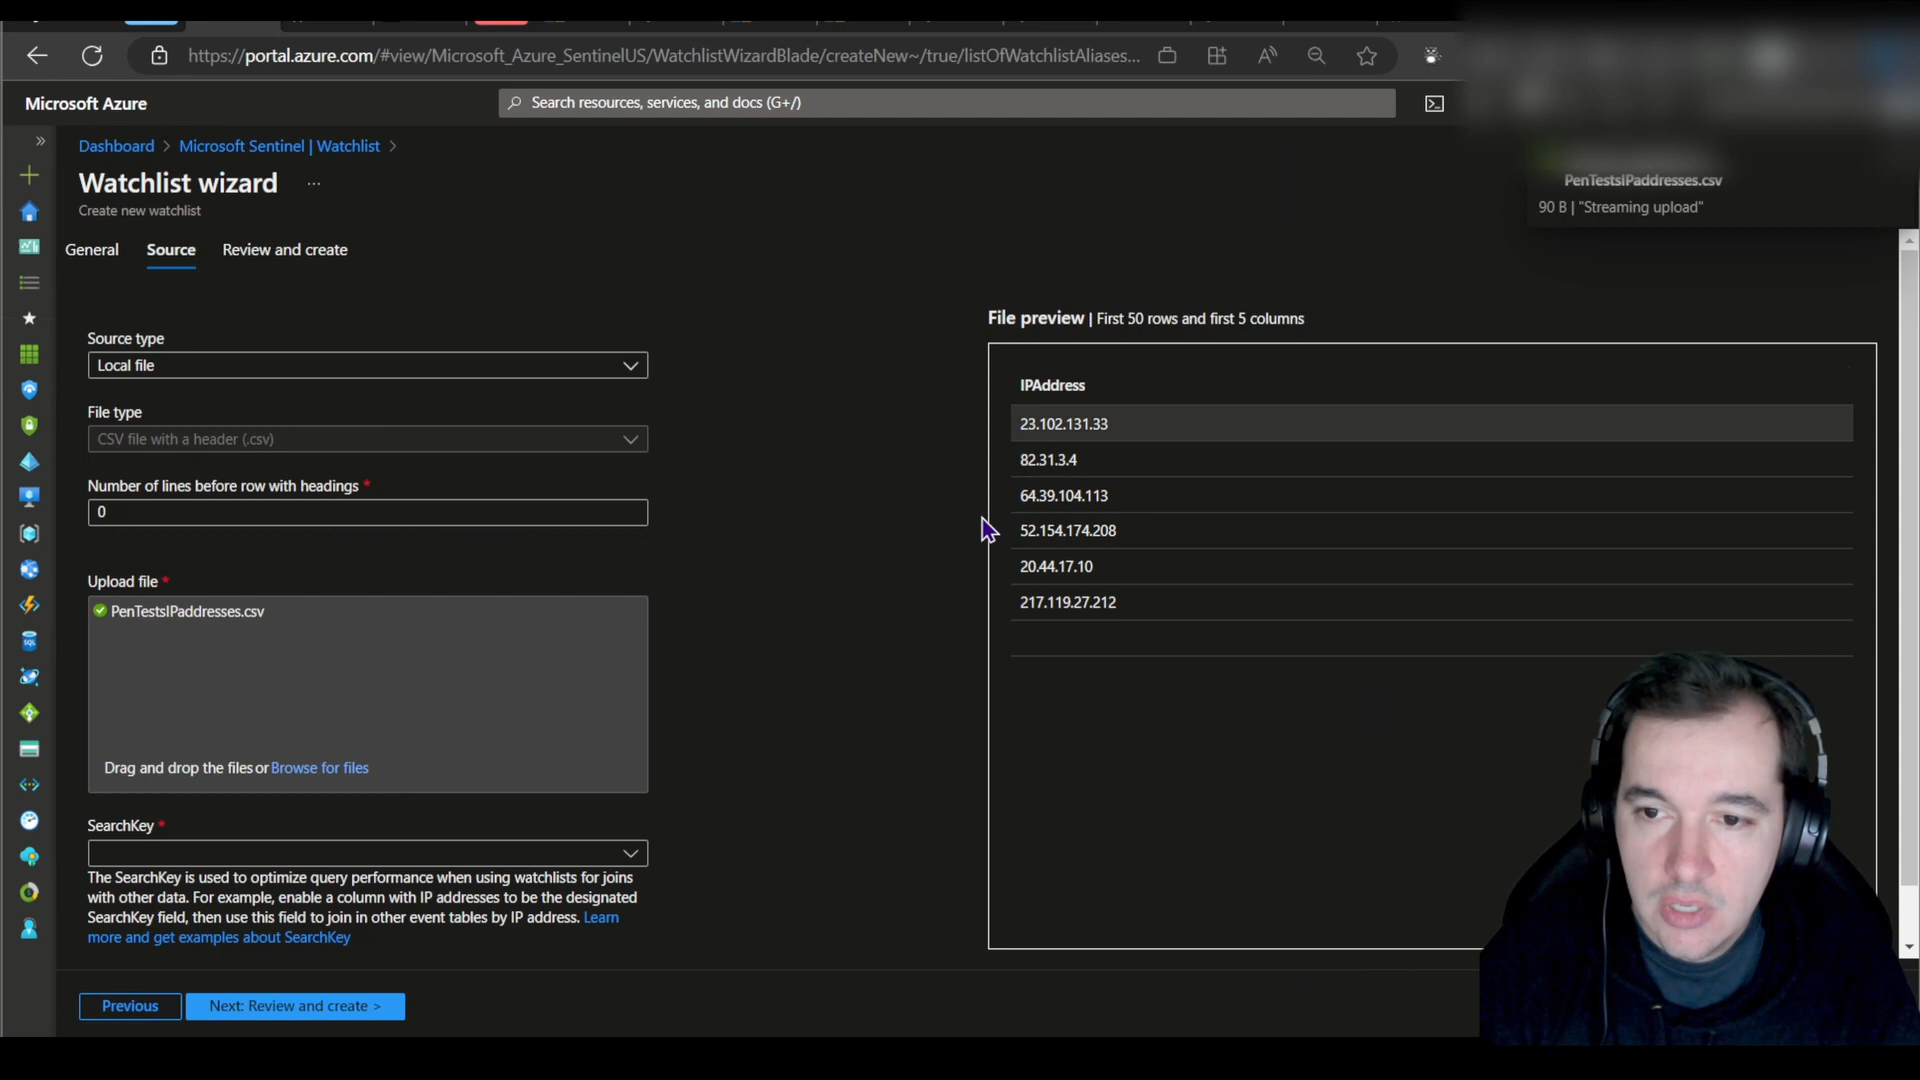 https://portal.azure.com/#view/Microsoft_Azure_SentinelUS/WatchlistWizardBlade/createNew~/true/listOfWatchlistAliases...
Microsoft Azure
Search resources, services, and docs (G+/)
Dashboard > Microsoft Sentinel | Watchlist >
Watchlist wizard ...
Create new watchlist
PenTestsIPaddresses.csv
90 B | "Streaming upload"
General Source Review and create
Source type
Local file
File type
CSV file with a header (.csv)
Number of lines before row with headings *
0
Upload file *
PenTestsIPaddresses.csv
Drag and drop the files or Browse for files
SearchKey *
The SearchKey is used to optimize query performance when using watchlists for joins
with other data. For example, enable a column with IP addresses to be the designated
SearchKey field, then use this field to join in other event tables by IP address. Learn
more and get examples about SearchKey
Previous
Next: Review and create >
File preview | First 50 rows and first 5 columns
IPAddress
23.102.131.33
82.31.3.4
64.39.104.113
52.154.174.208
20.44.17.10
217.119.27.212